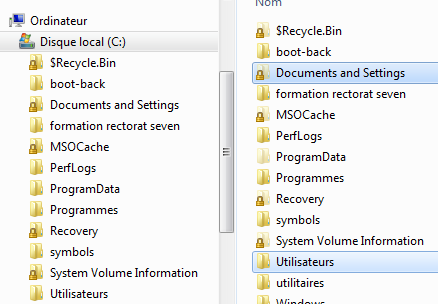 Ordinateur
Disque local (C:)
$Recycle.Bin
boot-back
Documents and Settings
formation rectorat seven
MSOCache
PerfLogs
ProgramData
Programmes
Recovery
symbols
System Volume Information
Utilisateurs
Nom
$Recycle.Bin
boot-back
Documents and Settings
formation rectorat seven
MSOCache
PerfLogs
ProgramData
Programmes
Recovery
symbols
System Volume Information
Utilisateurs
utilitaires
Windows